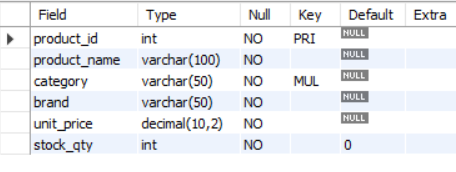 Field Type Null Key Default Extra
product_id int NO PRI NULL
product_name varchar(100) NO NULL
category varchar(50) NO MUL NULL
brand varchar(50) NO NULL
unit_price decimal(10,2) NO NULL
stock_qty int NO 0